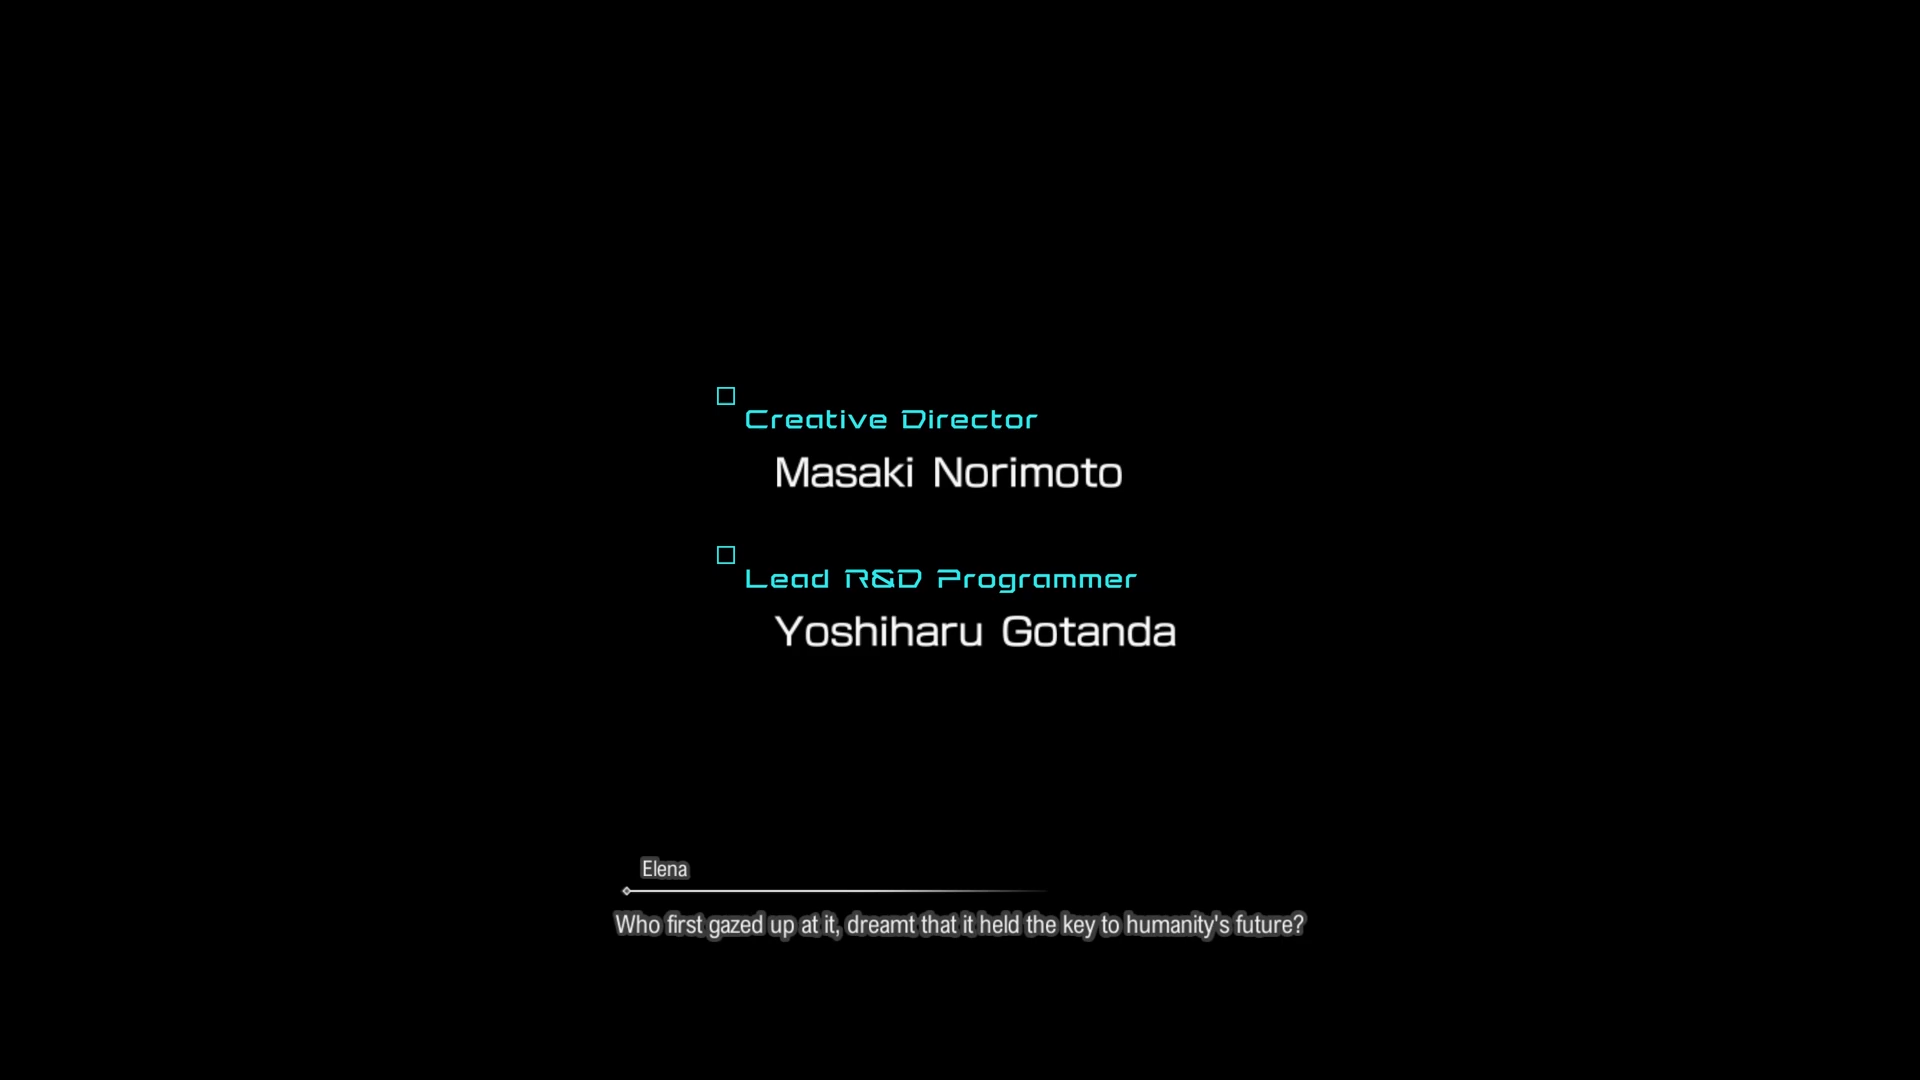 Creative Director
Masaki Norimoto
Lead R&D Programmer
Yoshiharu Gotanda
Elena
Who first gazed up at it, dreamt that it held the key to humanity's future?